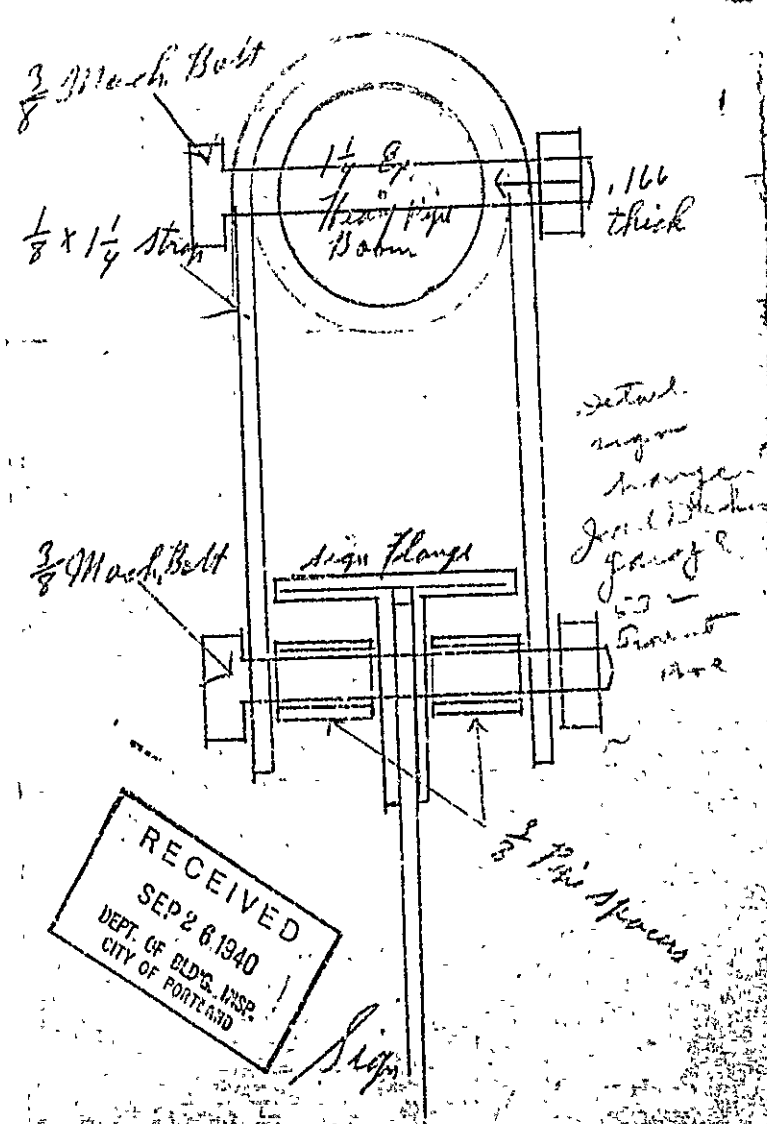 3/8 Mach. Bolt
1 1/4 Ex.
Heavy Pipe
Boom
.166
thick
1/8 x 1 1/4 strap
Detail
sign
hanger
garage
3/8 Mach. Bolt
sign Flange
Pipe spacers
RECEIVED
SEP 26 1940
DEPT. OF BLD'G. INSP.
CITY OF PORTLAND
Sign